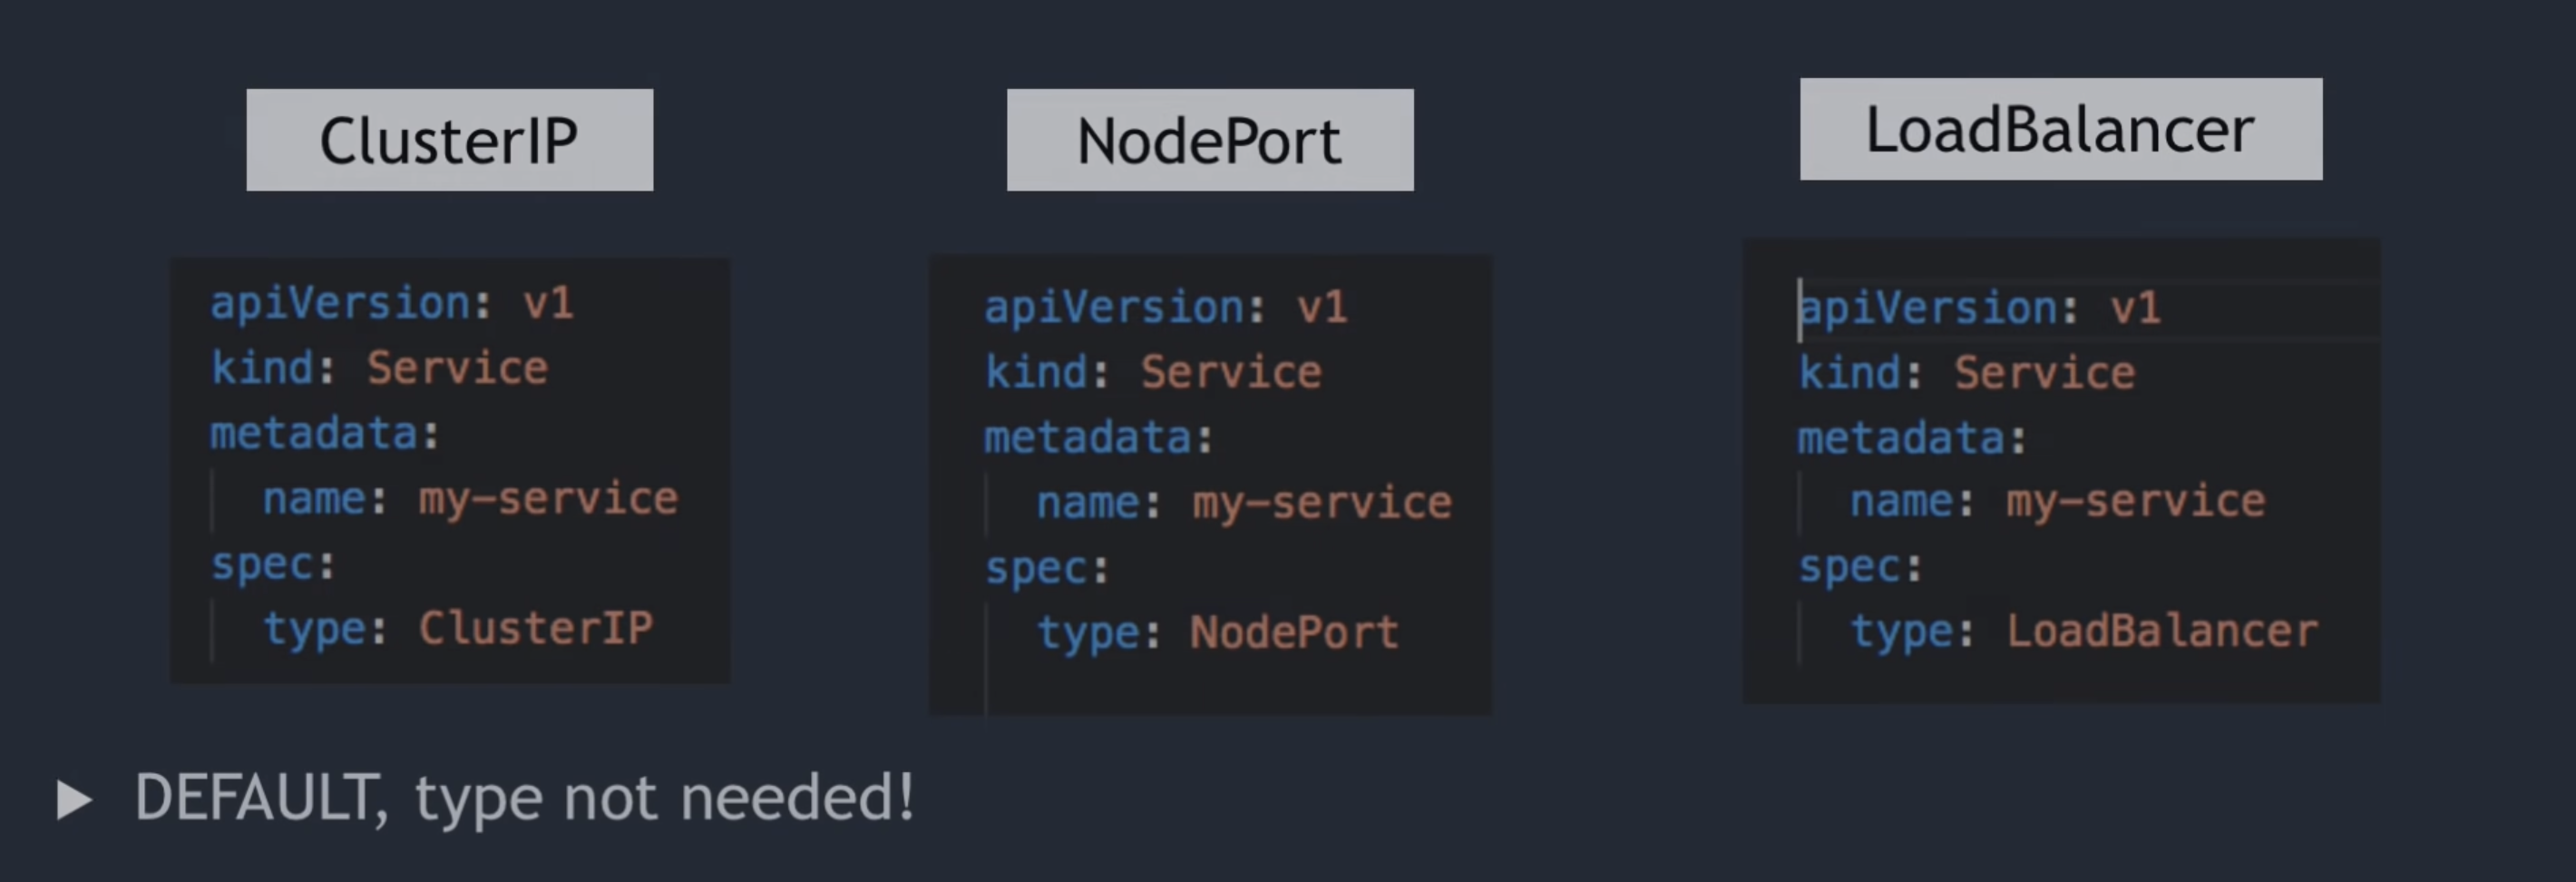 ClusterIP
apiVersion: v1
kind: Service
metadata:
  name: my-service
spec:
  type: ClusterIP
DEFAULT, type not needed!
NodePort
apiVersion: v1
kind: Service
metadata:
  name: my-service
spec:
  type: NodePort
LoadBalancer
apiVersion: v1
kind: Service
metadata:
  name: my-service
spec:
  type: LoadBalancer